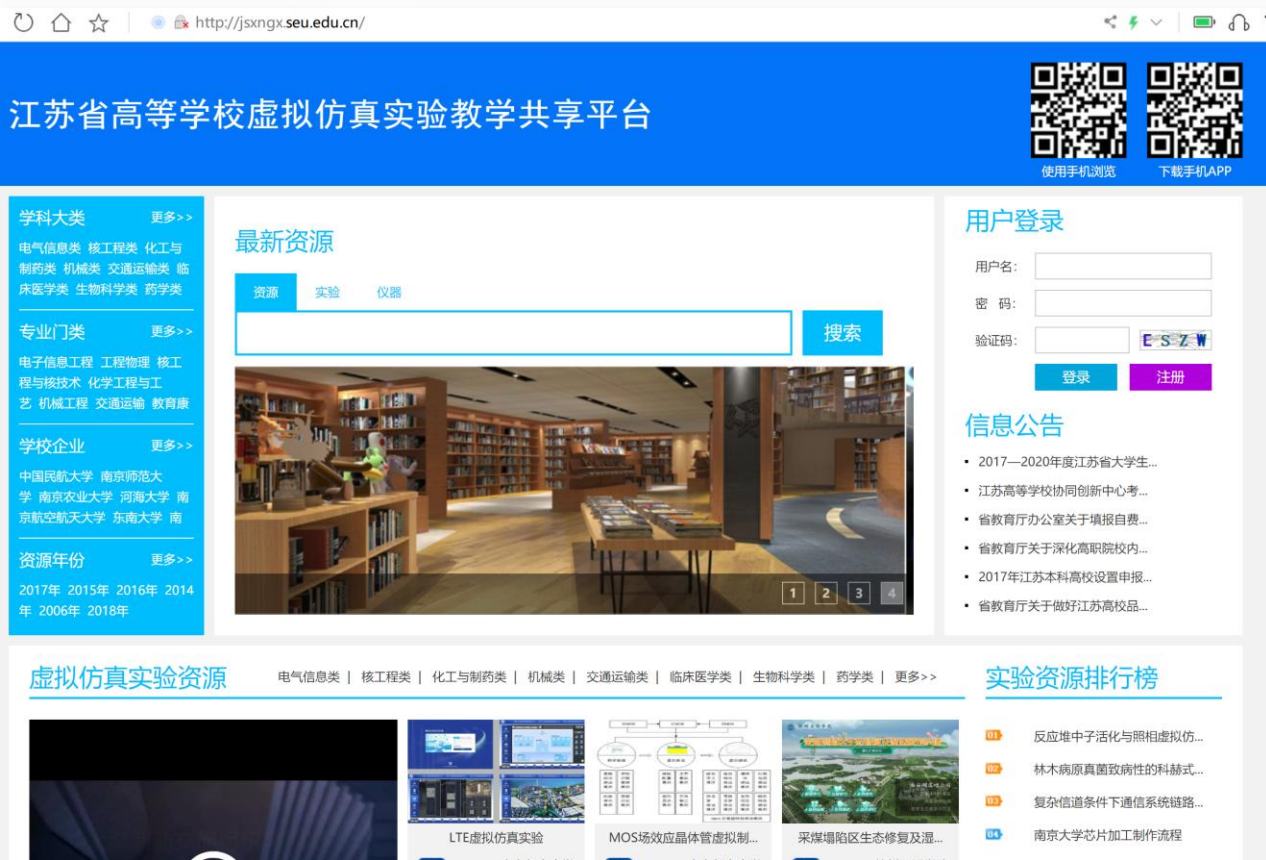 http://jsxngx.seu.edu.cn/
江苏省高等学校虚拟仿真实验教学共享平台
使用手机浏览
下载手机APP
学科大类 更多>>
电气信息类 核工程类 化工与
制药类 机械类 交通运输类 临
床医学类 生物科学类 药学类
专业门类 更多>>
电子信息工程 工程物理 核工
程与核技术 化学工程与工
艺 机械工程 交通运输 教育康
学校企业 更多>>
中国民航大学 南京师范大
学 南京农业大学 河海大学 南
京航空航天大学 东南大学 南
资源年份 更多>>
2017年 2015年 2016年 2014
年 2006年 2018年
最新资源
资源 实验 仪器
搜索
1 2 3 4
用户登录
用户名:
密 码:
验证码: E S Z W
登录 注册
信息公告
2017—2020年度江苏省大学生...
江苏高等学校协同创新中心考...
省教育厅办公室关于填报自费...
省教育厅关于深化高职院校内...
2017年江苏本科高校设置申报...
省教育厅关于做好江苏高校品...
虚拟仿真实验资源
电气信息类 | 核工程类 | 化工与制药类 | 机械类 | 交通运输类 | 临床医学类 | 生物科学类 | 药学类 | 更多>>
LTE虚拟仿真实验
MOS场效应晶体管虚拟制...
采煤塌陷区生态修复及湿...
实验资源排行榜
01 反应堆中子活化与照相虚拟仿...
02 林木病原真菌致病性的科赫式...
03 复杂信道条件下通信系统链路...
04 南京大学芯片加工制作流程